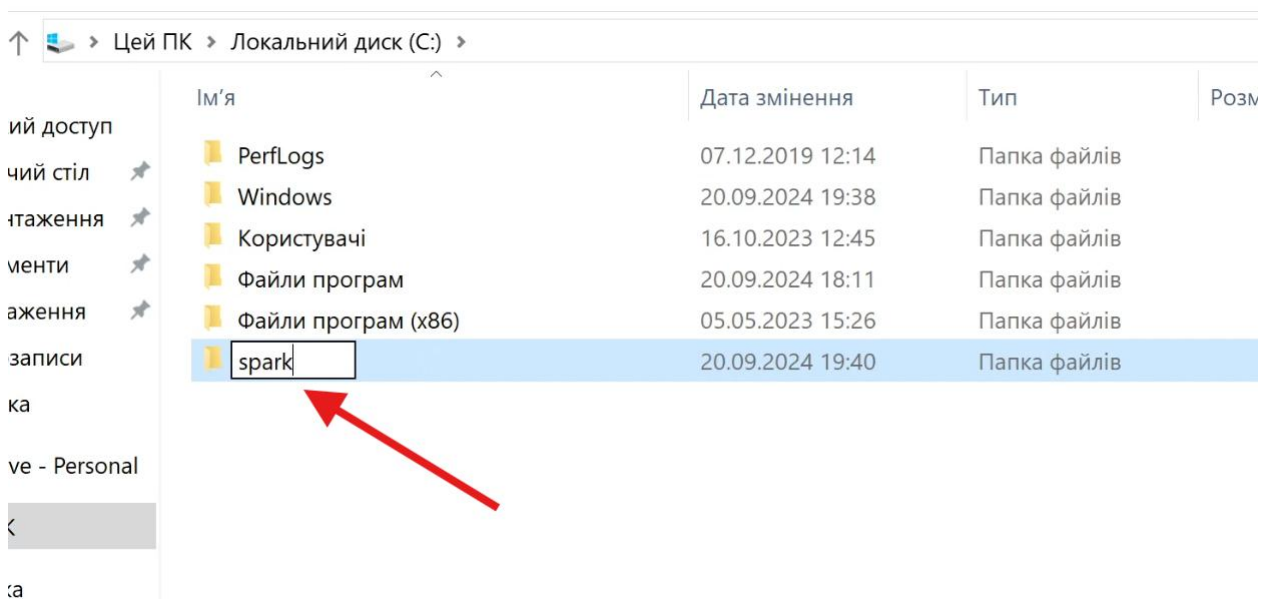 Цей ПК > Локальний диск (C:) >
Ім’я Дата змінення Тип Розм
ий доступ
чий стіл
нтаження
менти
аження
записи
ка
ve - Personal
К
ка
PerfLogs 07.12.2019 12:14 Папка файлів
Windows 20.09.2024 19:38 Папка файлів
Користувачі 16.10.2023 12:45 Папка файлів
Файли програм 20.09.2024 18:11 Папка файлів
Файли програм (x86) 05.05.2023 15:26 Папка файлів
spark 20.09.2024 19:40 Папка файлів